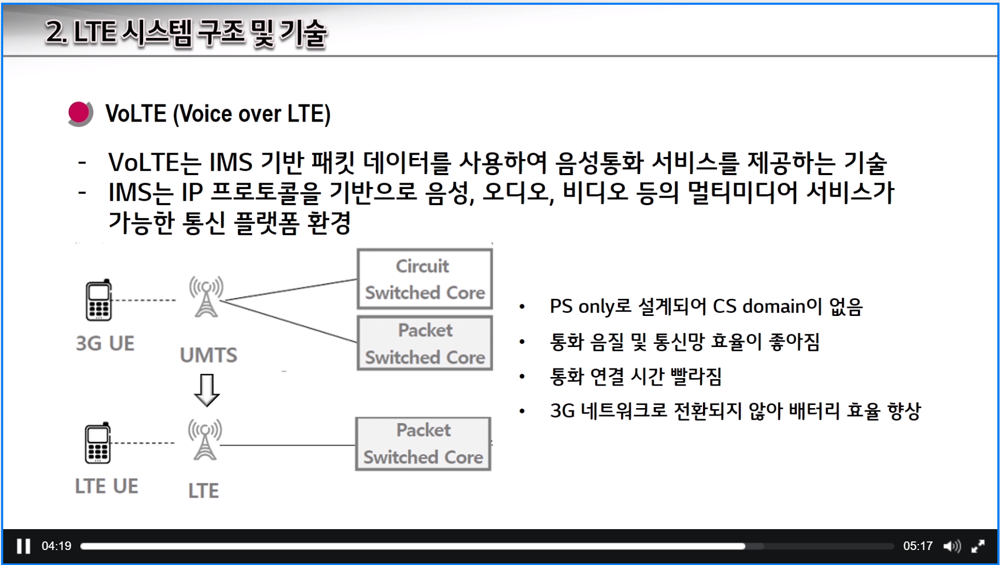 2. LTE 시스템 구조 및 기술
VoLTE (Voice over LTE)
- VoLTE는 IMS 기반 패킷 데이터를 사용하여 음성통화 서비스를 제공하는 기술
- IMS는 IP 프로토콜을 기반으로 음성, 오디오, 비디오 등의 멀티미디어 서비스가
가능한 통신 플랫폼 환경
Circuit
Switched Core
Packet
Switched Core
3G UE
UMTS
Packet
Switched Core
LTE UE
LTE
• PS only로 설계되어 CS domain이 없음
• 통화 음질 및 통신망 효율이 좋아짐
• 통화 연결 시간 빨라짐
• 3G 네트워크로 전환되지 않아 배터리 효율 향상
04:19
05:17